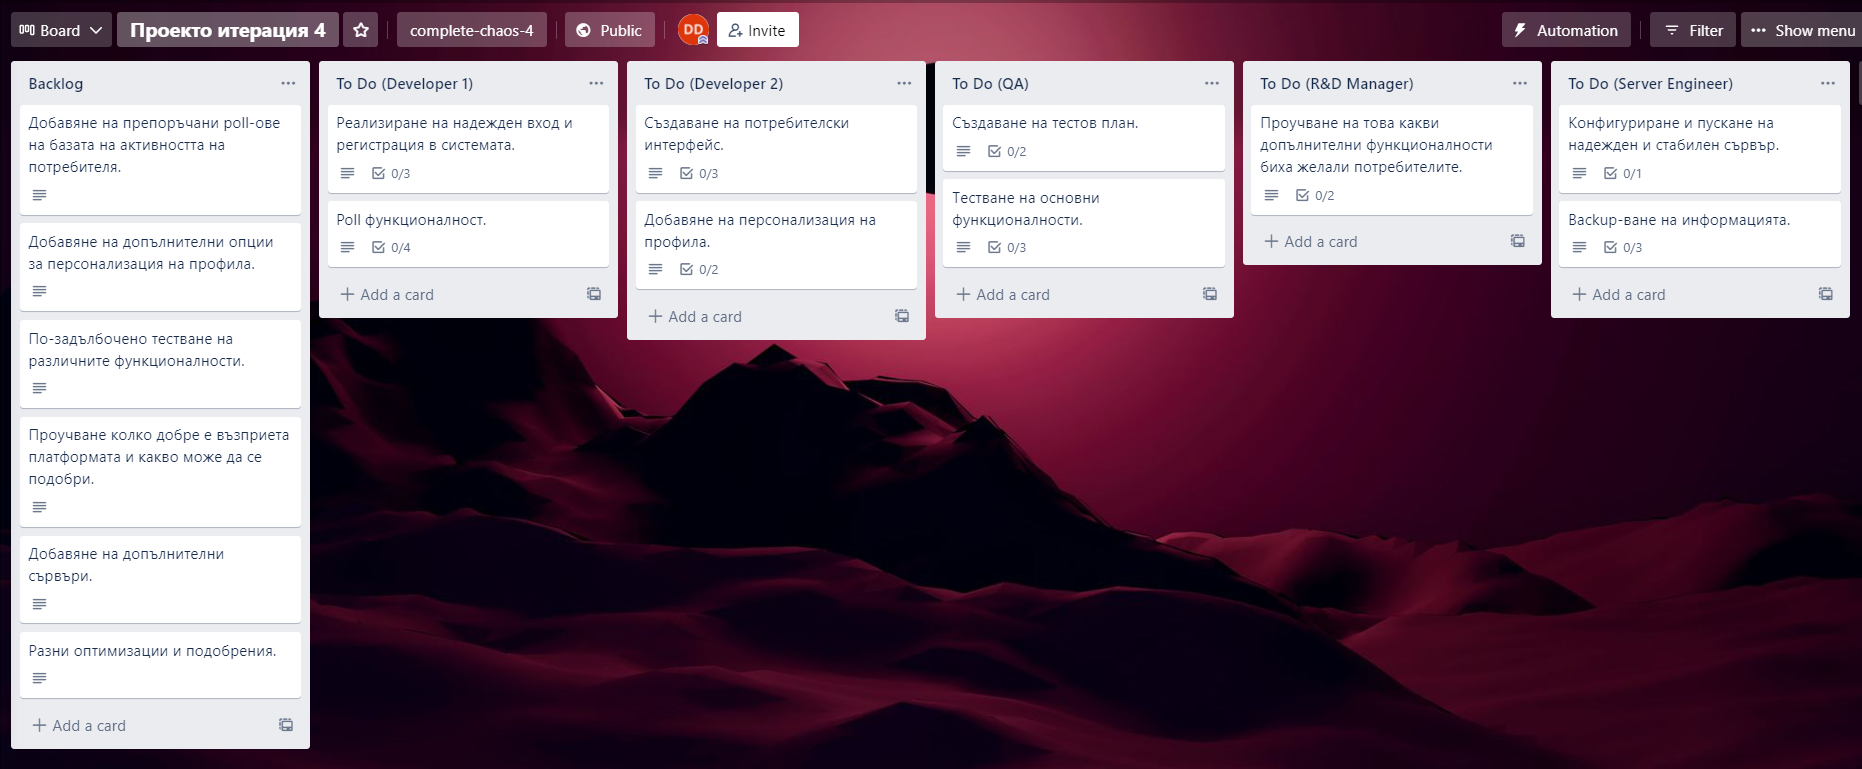 Board
Проекто итерация 4
complete-chaos-4
Public
DD
Invite
Automation
Filter
Show menu
Backlog
Добавяне на препоръчани poll-ове
на базата на активността на
потребителя.
Добавяне на допълнителни опции
за персонализация на профила.
По-задълбочено тестване на
различните функционалности.
Проучване колко добре е възприета
платформата и какво може да се
подобри.
Добавяне на допълнителни
сървъри.
Разни оптимизации и подобрения.
Add a card
To Do (Developer 1)
Реализиране на надежден вход и
регистрация в системата.
0/3
Poll функционалност.
0/4
Add a card
To Do (Developer 2)
Създаване на потребителски
интерфейс.
0/3
Добавяне на персонализация на
профила.
0/2
Add a card
To Do (QA)
Създаване на тестов план.
0/2
Тестване на основни
функционалности.
0/3
Add a card
To Do (R&D Manager)
Проучване на това какви
допълнителни функционалности
биха желали потребителите.
0/2
Add a card
To Do (Server Engineer)
Конфигуриране и пускане на
надежден и стабилен сървър.
0/1
Backup-ване на информацията.
0/3
Add a card